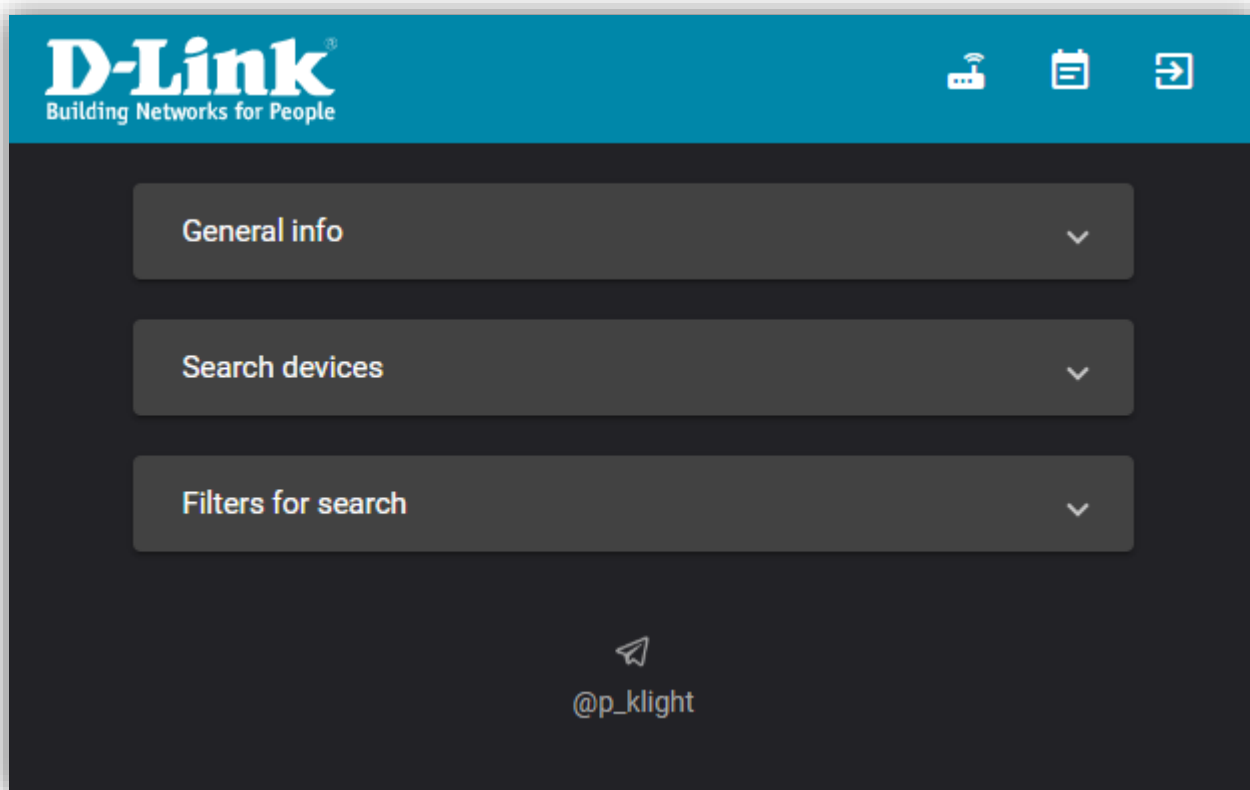 D-Link®
Building Networks for People
General info
Search devices
Filters for search
@p_klight